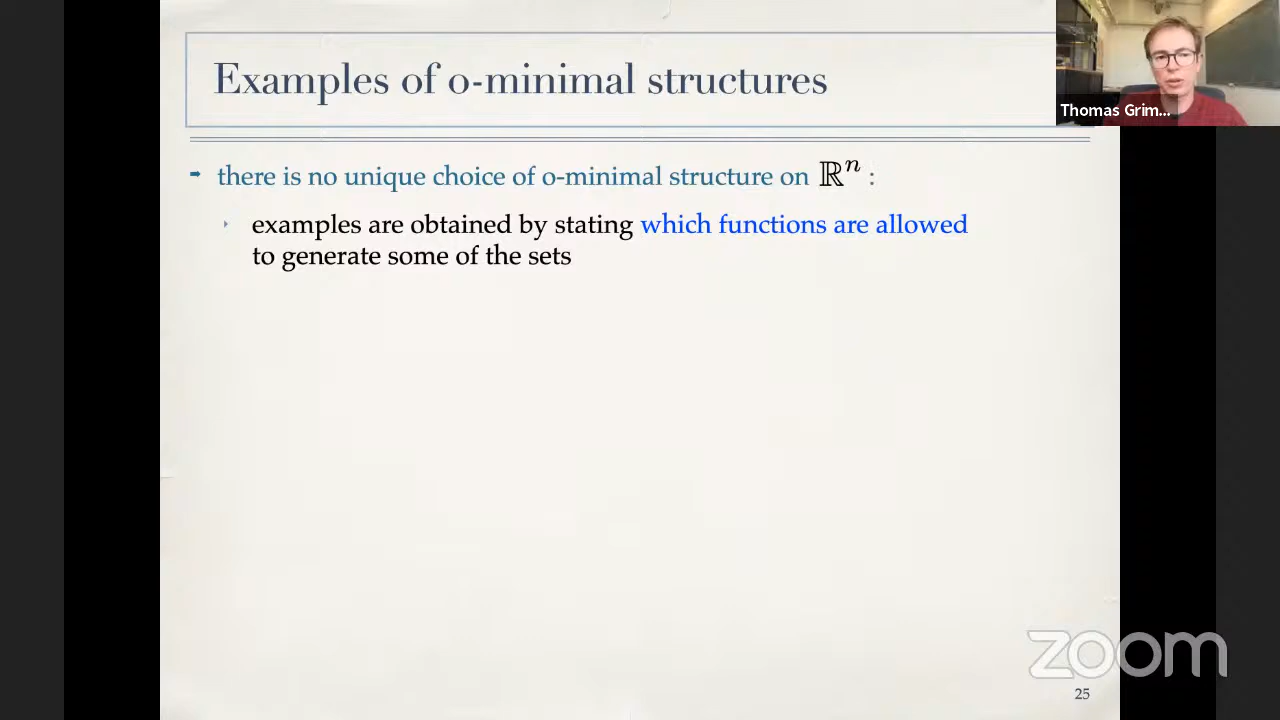 Examples of o-minimal structures
Thomas Grim...
there is no unique choice of o-minimal structure on ℝⁿ :
examples are obtained by stating which functions are allowed
to generate some of the sets
zoom
25